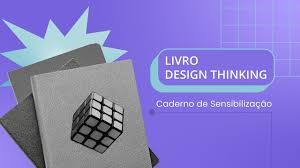 LIVRO
DESIGN THINKING
Caderno de Sensibilização